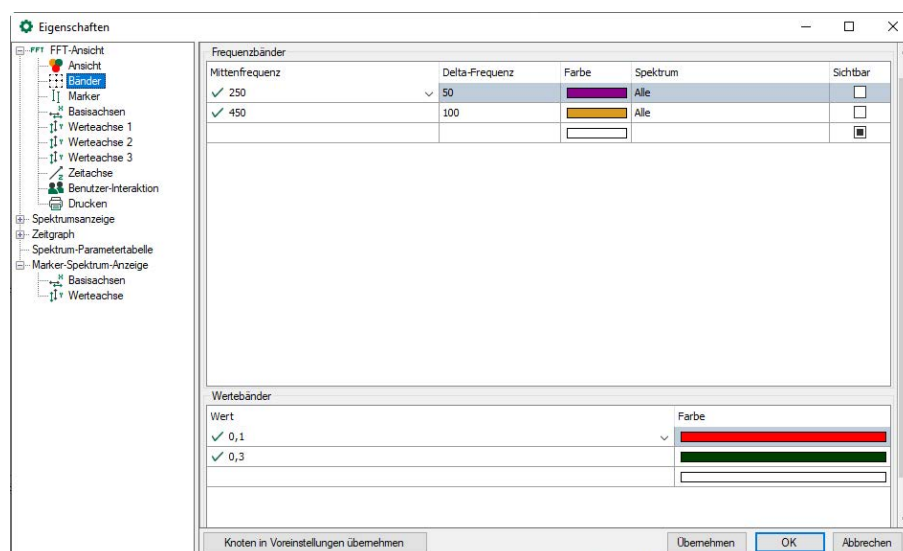 Eigenschaften
FFT FFT-Ansicht
Ansicht
Bänder
Marker
X Basisachsen
Y Werteachse 1
Y Werteachse 2
Y Werteachse 3
Z Zeitachse
Benutzer-Interaktion
Drucken
Spektrumsanzeige
Zeitgraph
Spektrum-Parametertabelle
Marker-Spektrum-Anzeige
X Basisachsen
Y Werteachse
Frequenzbänder
Mittenfrequenz Delta-Frequenz Farbe Spektrum Sichtbar
250 50 Alle
450 100 Alle
Wertebänder
Wert Farbe
0,1
0,3
Knoten in Voreinstellungen übernehmen Übernehmen OK Abbrechen